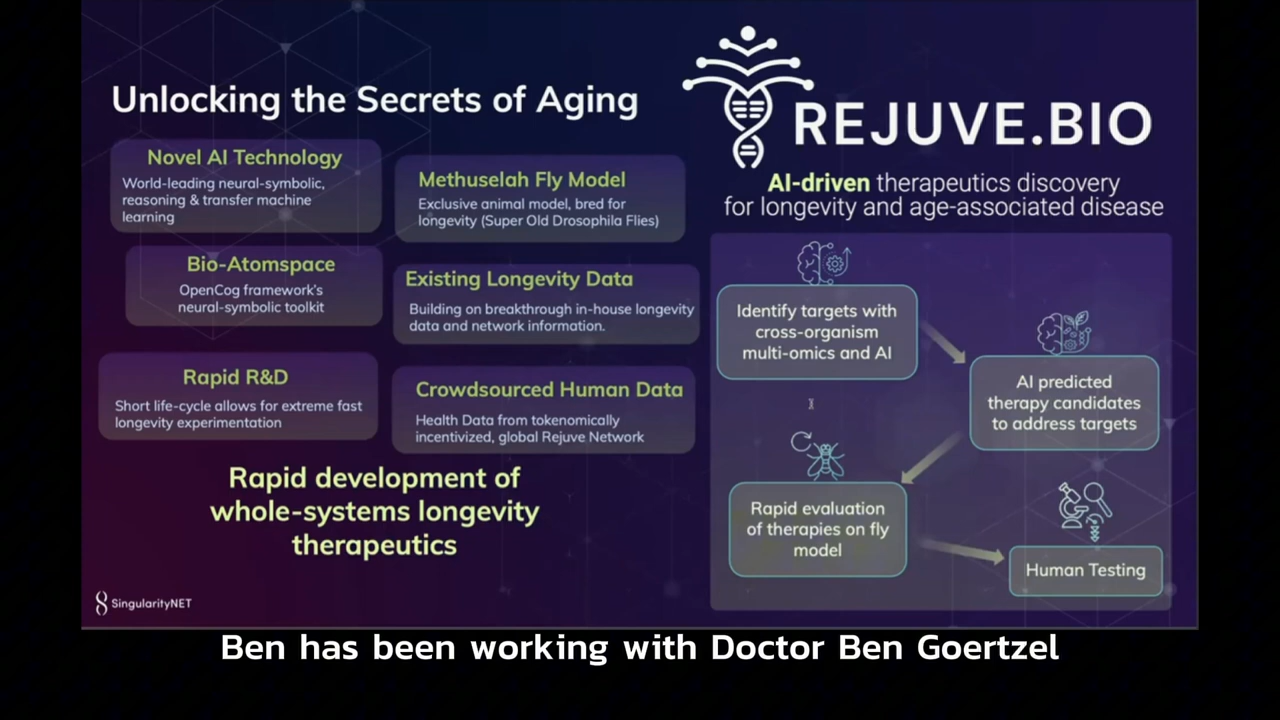 Unlocking the Secrets of Aging
Novel AI Technology
World-leading neural-symbolic,
reasoning & transfer machine
learning
Methuselah Fly Model
Exclusive animal model, bred for
longevity (Super Old Drosophila Flies)
Bio-Atomspace
OpenCog framework's
neural-symbolic toolkit
Existing Longevity Data
Building on breakthrough in-house longevity
data and network information.
Rapid R&D
Short life-cycle allows for extreme fast
longevity experimentation
Crowdsourced Human Data
Health Data from tokenomically
incentivized, global Rejuve Network
Rapid development of
whole-systems longevity
therapeutics
SingularityNET
REJUVE.BIO
AI-driven therapeutics discovery
for longevity and age-associated disease
Identify targets with
cross-organism
multi-omics and AI
AI predicted
therapy candidates
to address targets
Rapid evaluation
of therapies on fly
model
Human Testing
Ben has been working with Doctor Ben Goertzel